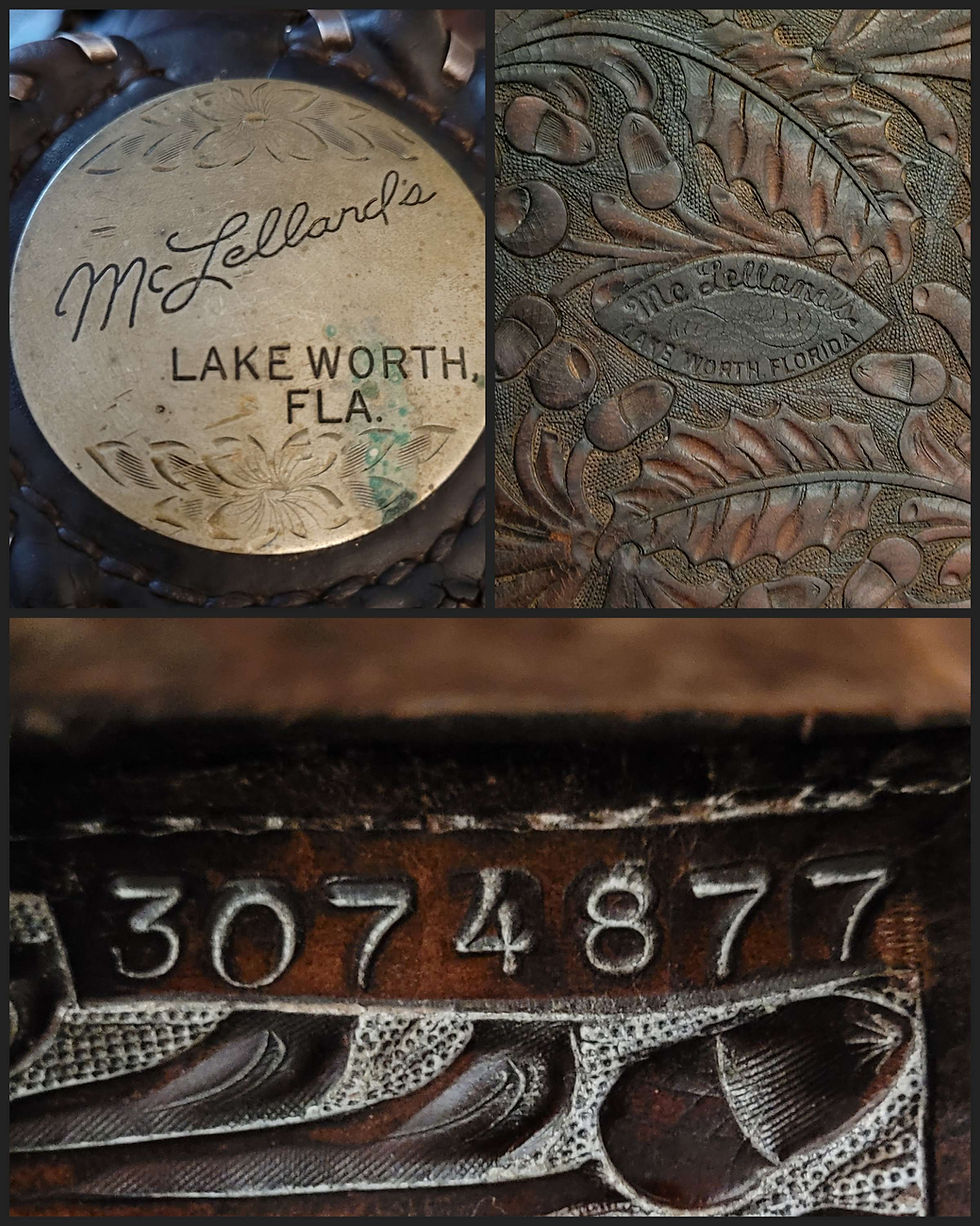 McLelland's
LAKE WORTH,
FLA.
McLelland's
LAKE WORTH FLORIDA
3074877